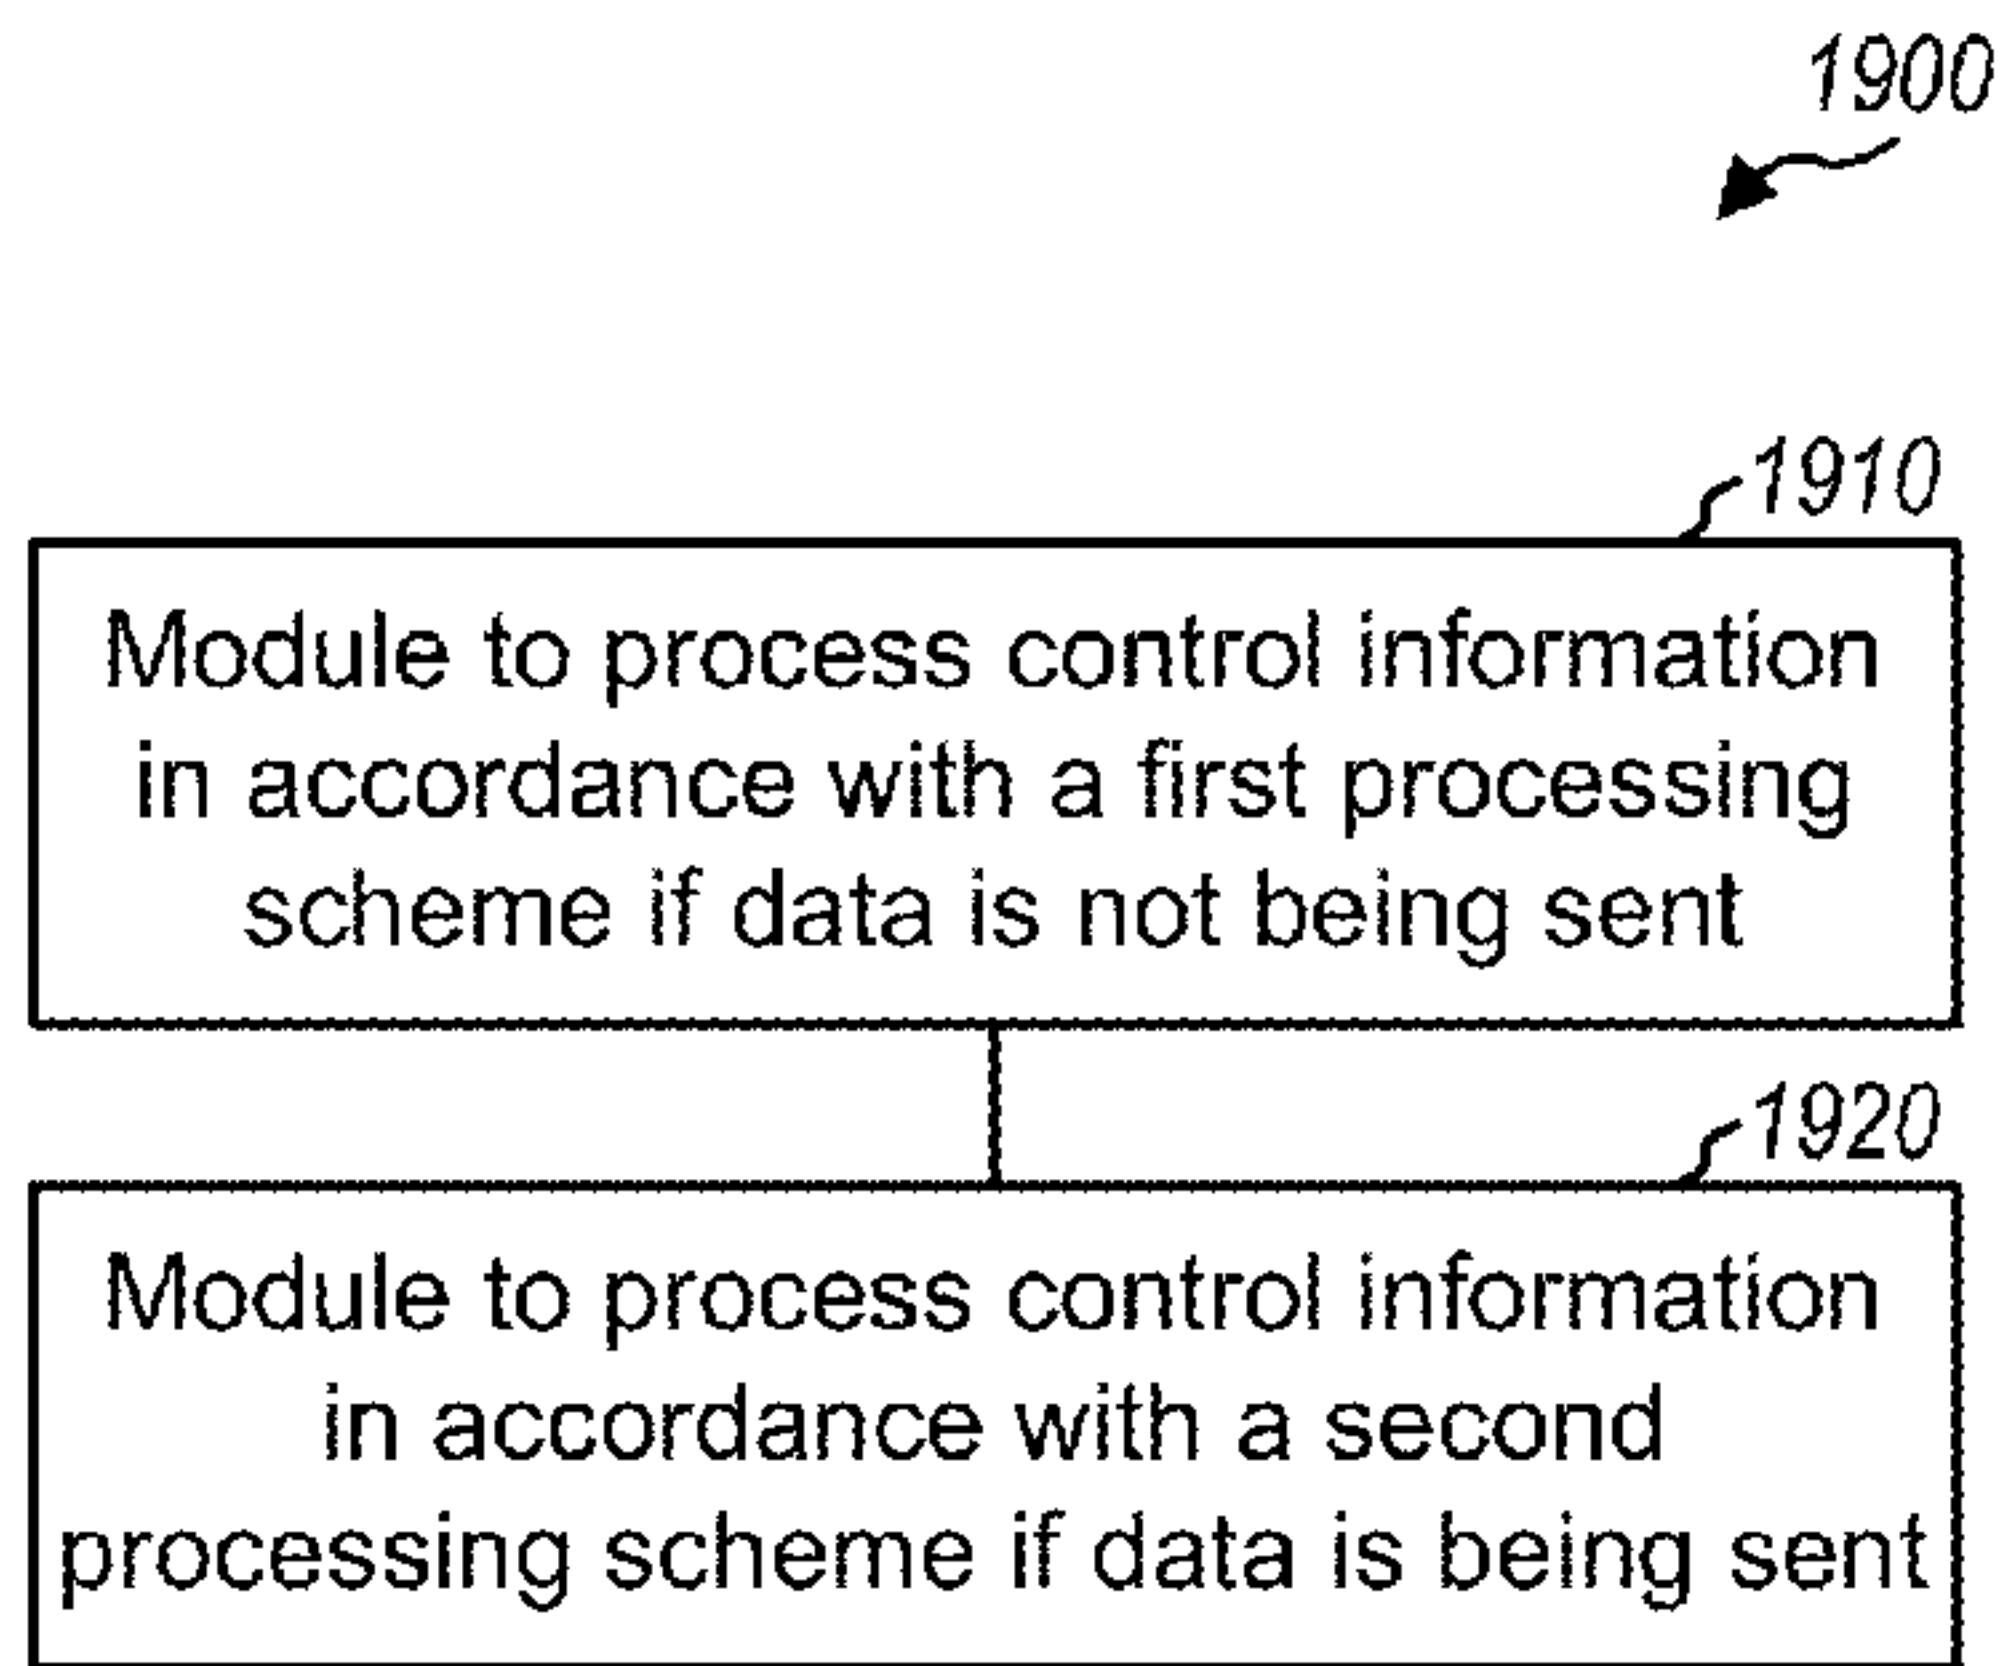 1900
1910
Module to process control information
in accordance with a first processing
scheme if data is not being sent
1920
Module to process control information
in accordance with a second
processing scheme if data is being sent